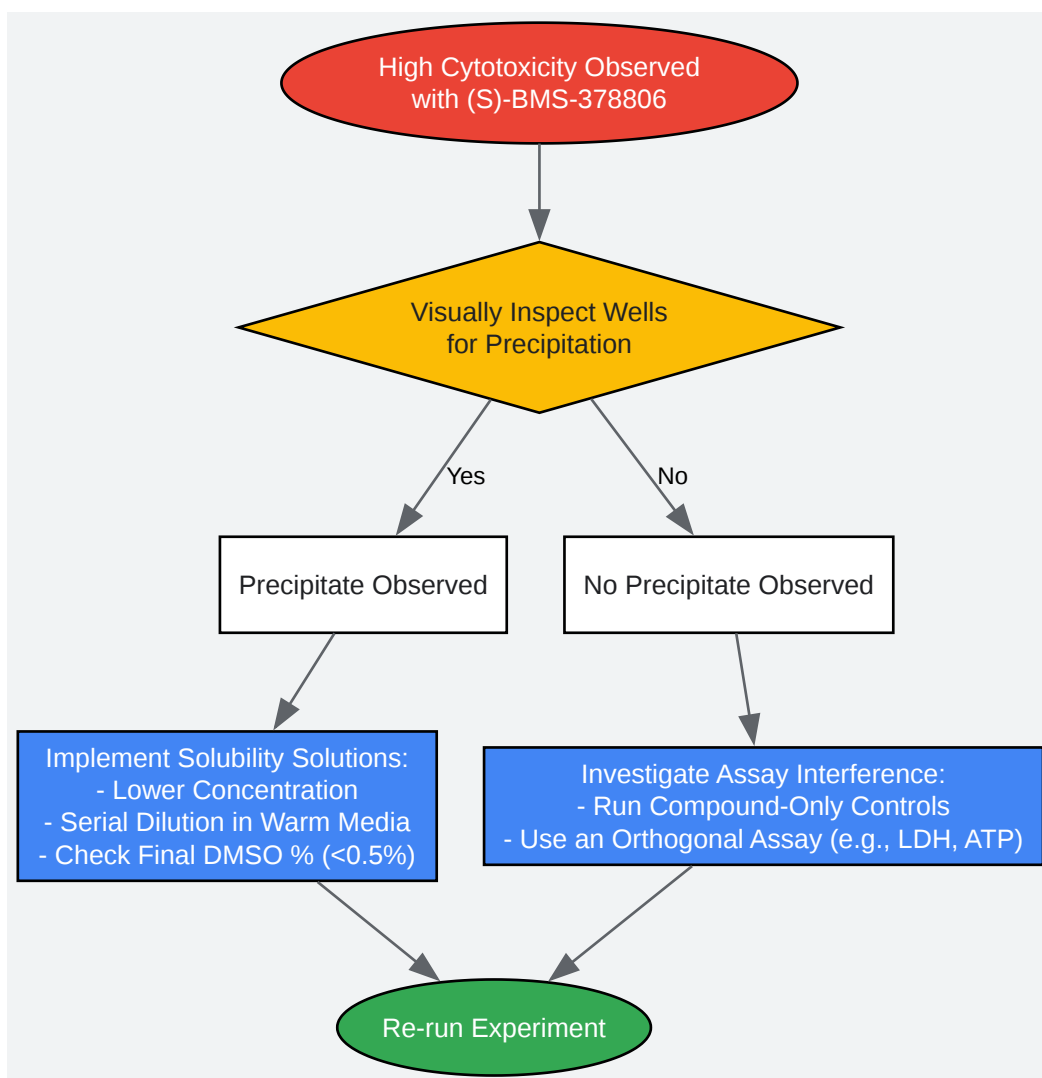 High Cytotoxicity Observed
with (S)-BMS-378806
Visually Inspect Wells
for Precipitation
Yes
No
Precipitate Observed
No Precipitate Observed
Implement Solubility Solutions:
- Lower Concentration
- Serial Dilution in Warm Media
- Check Final DMSO % (<0.5%)
Investigate Assay Interference:
- Run Compound-Only Controls
- Use an Orthogonal Assay (e.g., LDH, ATP)
Re-run Experiment